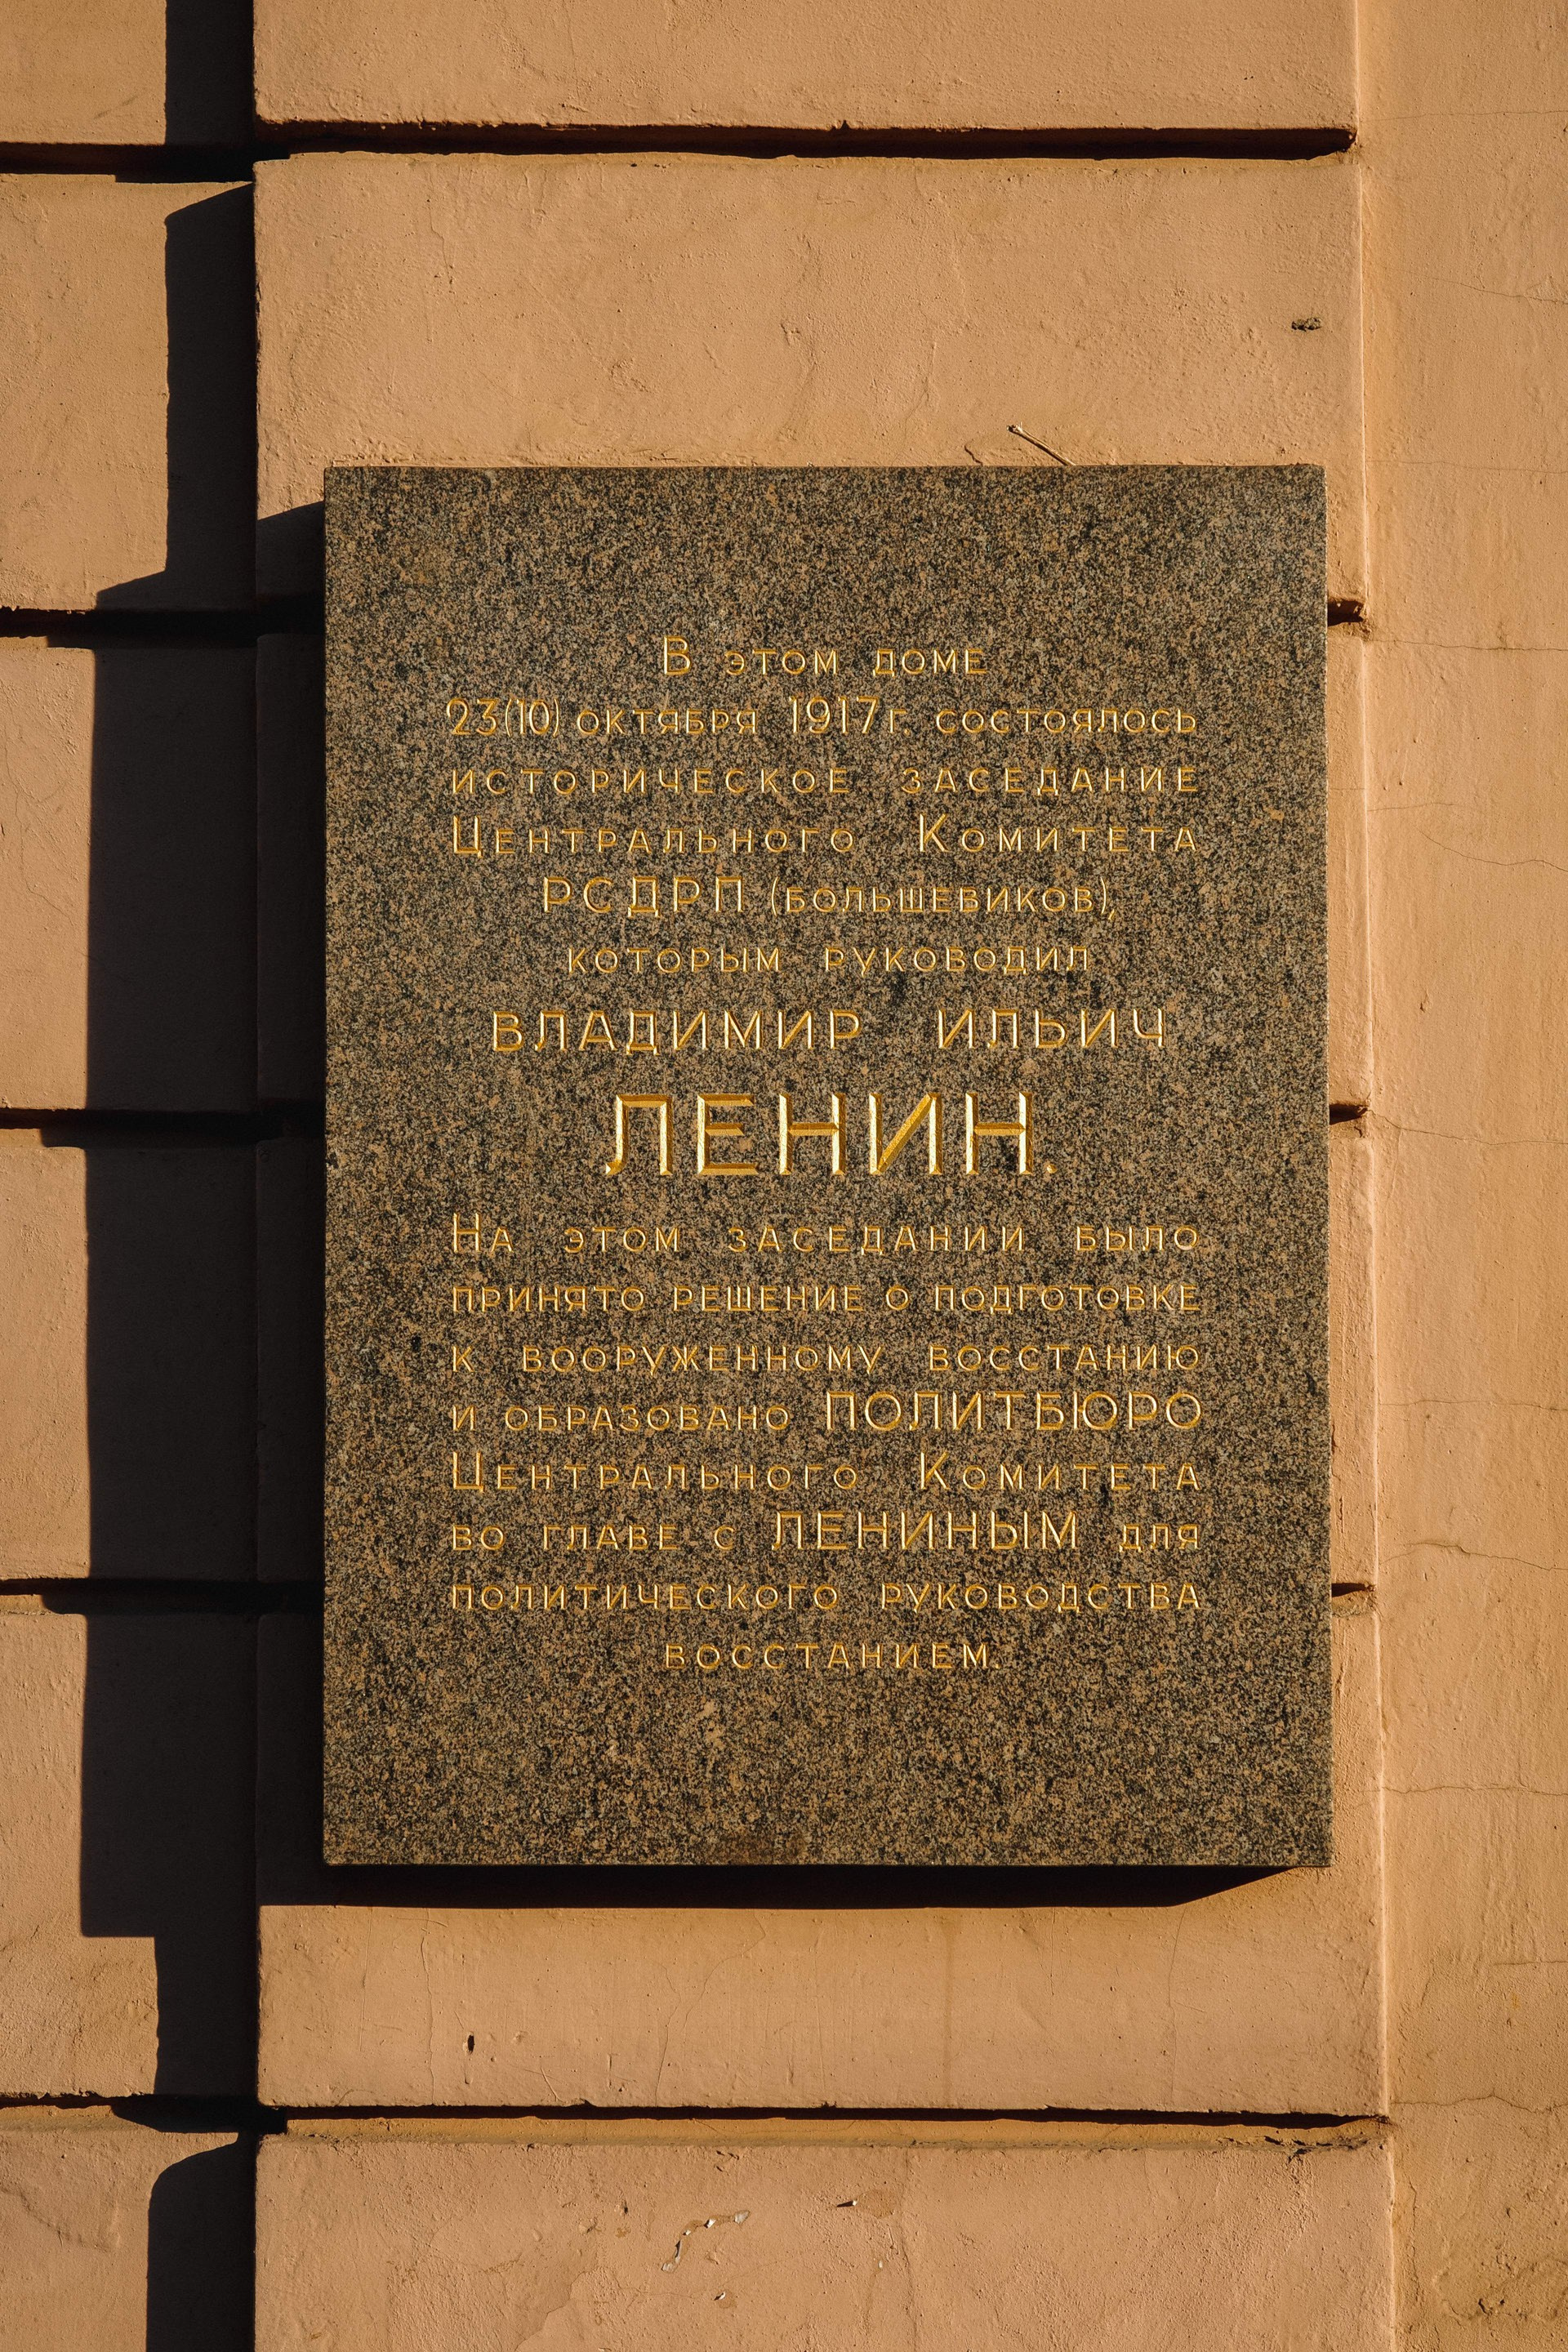 В этом доме
23(10) октября 1917 г. состоялось
историческое заседание
Центрального Комитета
РСДРП (большевиков),
которым руководил
ВЛАДИМИР ИЛЬИЧ
ЛЕНИН.
На этом заседании было
принято решение о подготовке
к вооруженному восстанию
и образовано ПОЛИТБЮРО
Центрального Комитета
во главе с ЛЕНИНЫМ для
политического руководства
восстанием.